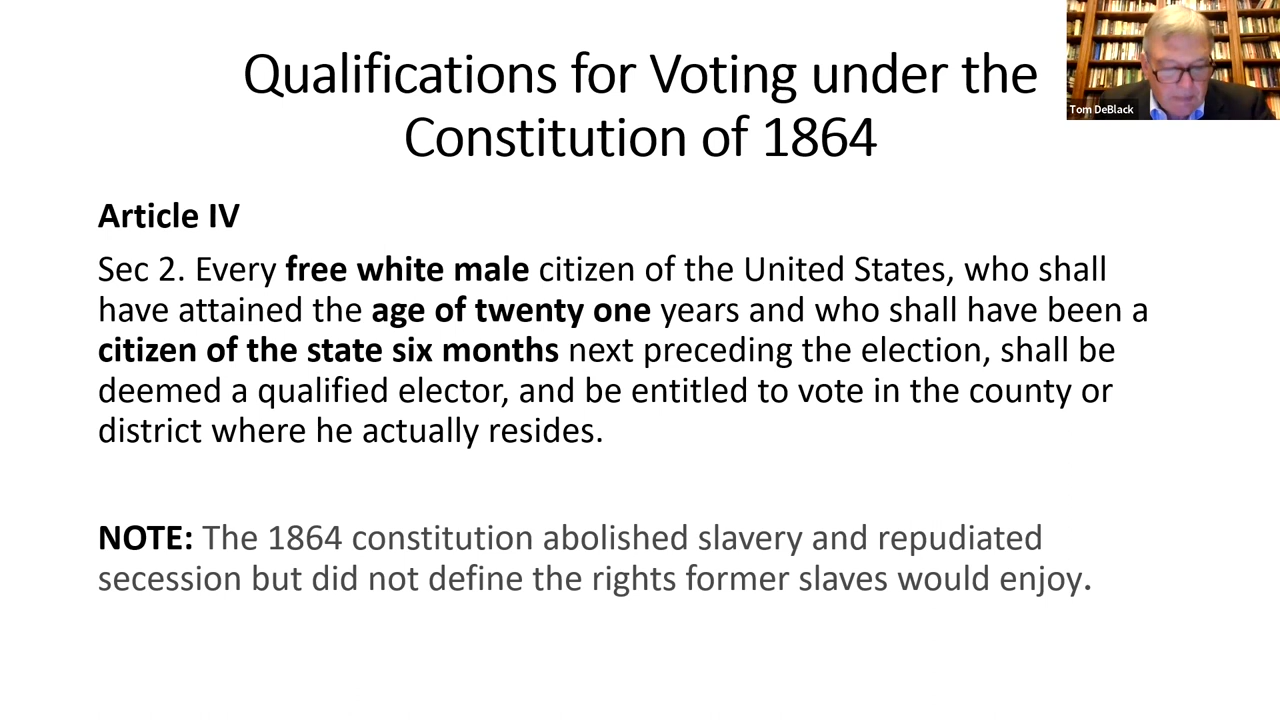 Qualifications for Voting under the
Constitution of 1864
Tom DeBlack
Article IV
Sec 2. Every free white male citizen of the United States, who shall
have attained the age of twenty one years and who shall have been a
citizen of the state six months next preceding the election, shall be
deemed a qualified elector, and be entitled to vote in the county or
district where he actually resides.
NOTE: The 1864 constitution abolished slavery and repudiated
secession but did not define the rights former slaves would enjoy.